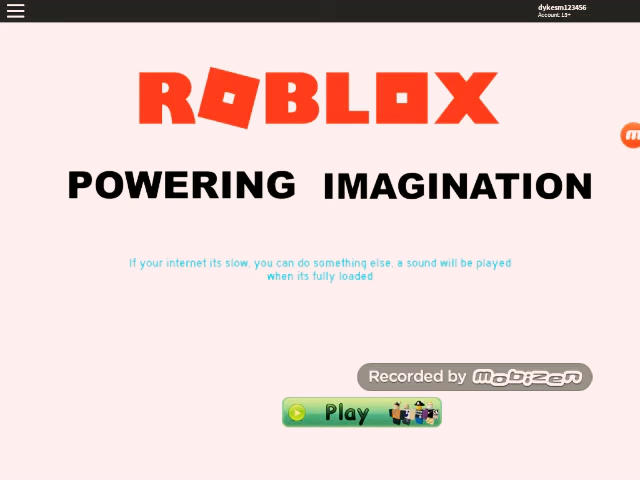 dykesm123456
Account: 13+
ROBLOX
POWERING IMAGINATION
If your internet its slow, you can do something else, a sound will be played
when its fully loaded
Recorded by mobizen
Play